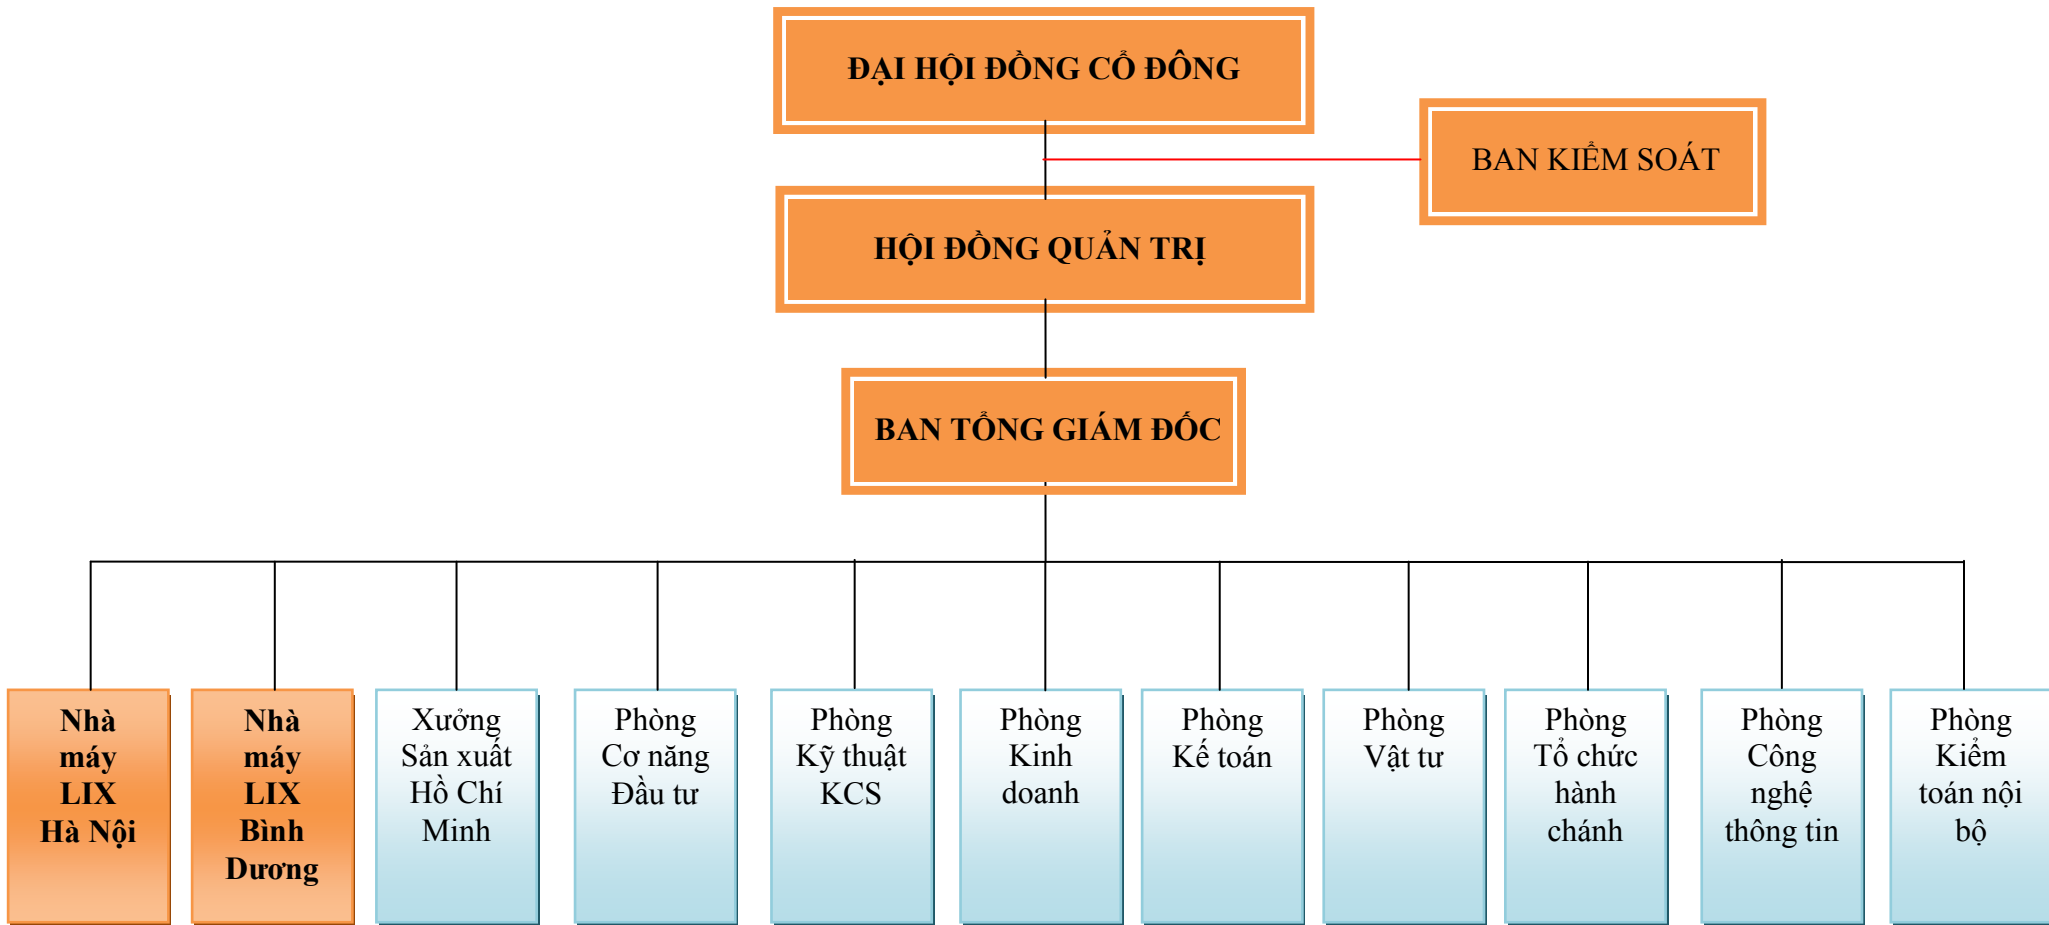 ĐẠI HỘI ĐỒNG CỔ ĐÔNG
BAN KIỂM SOÁT
HỘI ĐỒNG QUẢN TRỊ
BAN TỔNG GIÁM ĐỐC
Nhà
máy
LIX
Hà Nội
Nhà
máy
LIX
Bình
Dương
Xưởng
Sản xuất
Hồ Chí
Minh
Phòng
Cơ năng
Đầu tư
Phòng
Kỹ thuật
KCS
Phòng
Kinh
doanh
Phòng
Kế toán
Phòng
Vật tư
Phòng
Tổ chức
hành
chánh
Phòng
Công
nghệ
thông tin
Phòng
Kiểm
toán nội
bộ